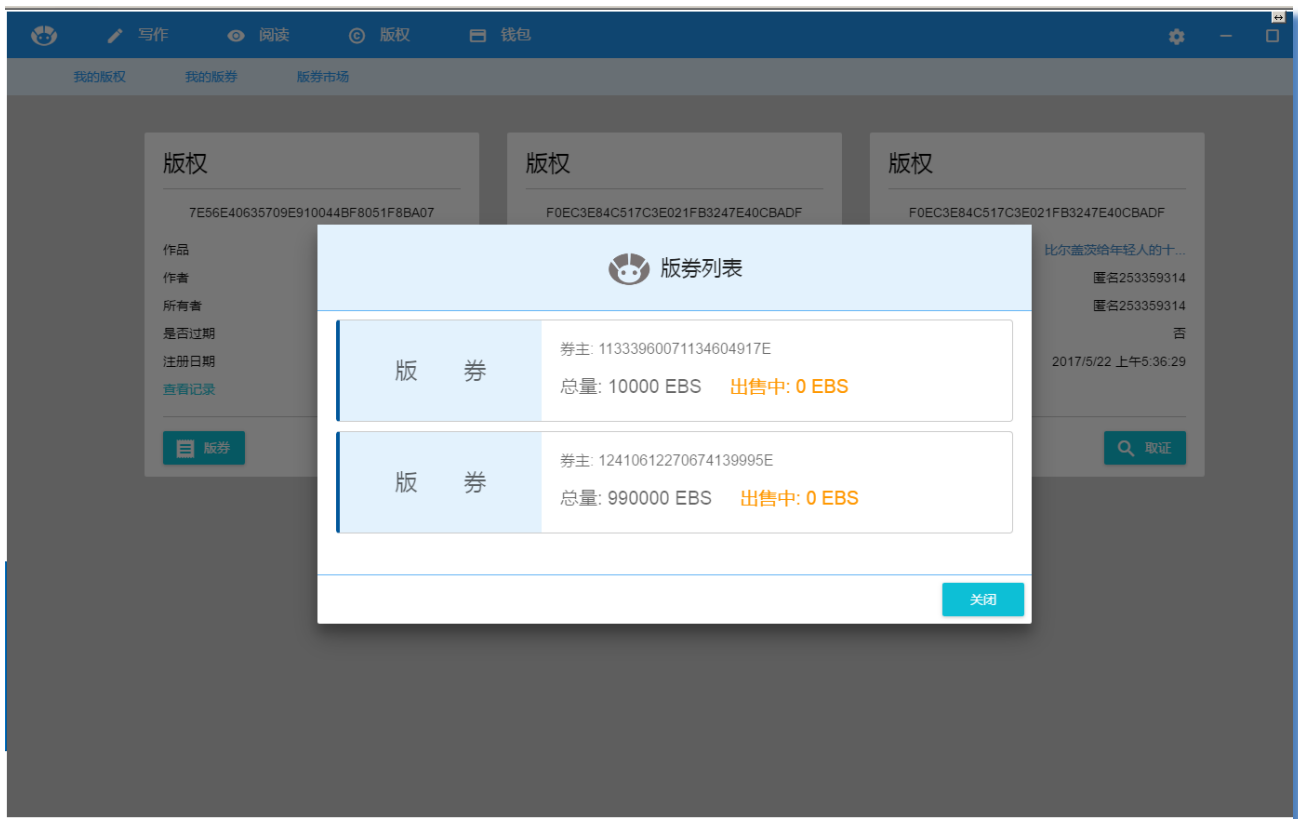 写作 阅读 版权 钱包
我的版权 我的版券 版券市场
版权 版权 版权
7E56E40635709E910044BF8051F8BA07 F0EC3E84C517C3E021FB3247E40CBADF F0EC3E84C517C3E021FB3247E40CBADF
作品 比尔盖茨给年轻人的十...
作者 匿名253359314
所有者 匿名253359314
是否过期 否
注册日期 2017/5/22 上午5:36:29
查看记录
版券 取证
版券列表
版 券
券主: 11333960071134604917E
总量: 10000 EBS 出售中: 0 EBS
版 券
券主: 12410612270674139995E
总量: 990000 EBS 出售中: 0 EBS
关闭